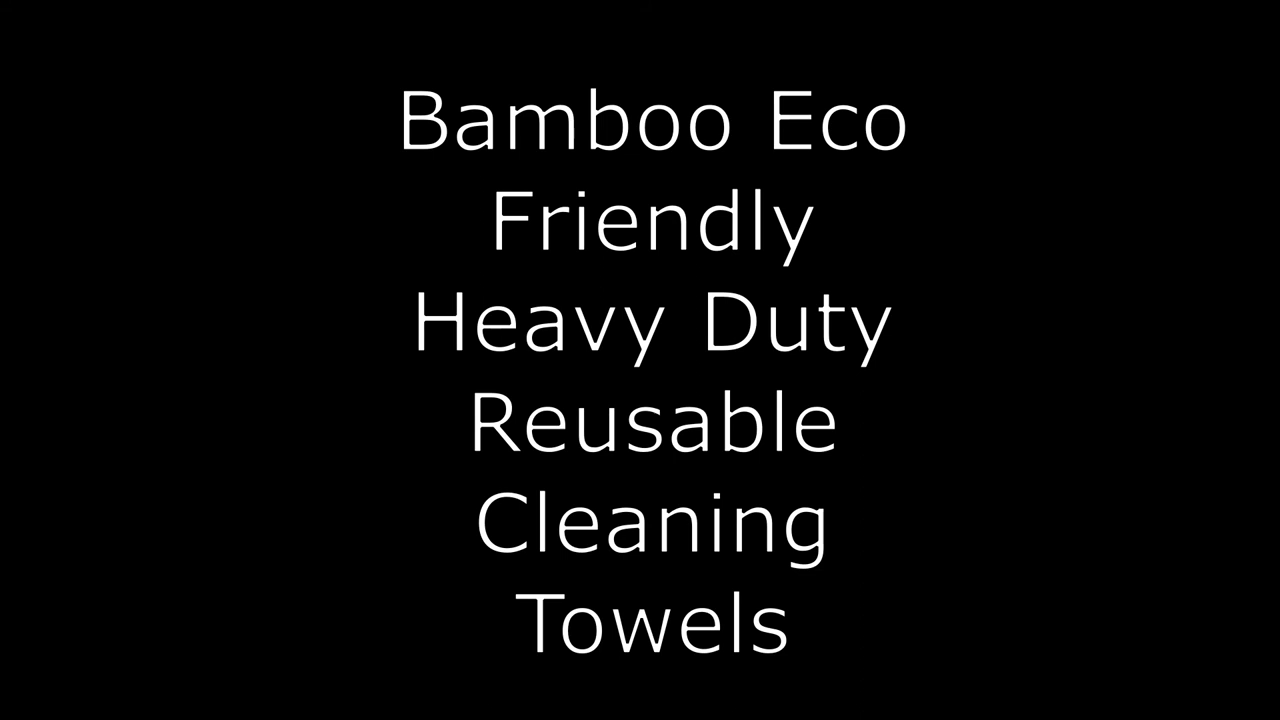 Bamboo Eco
Friendly
Heavy Duty
Reusable
Cleaning
Towels